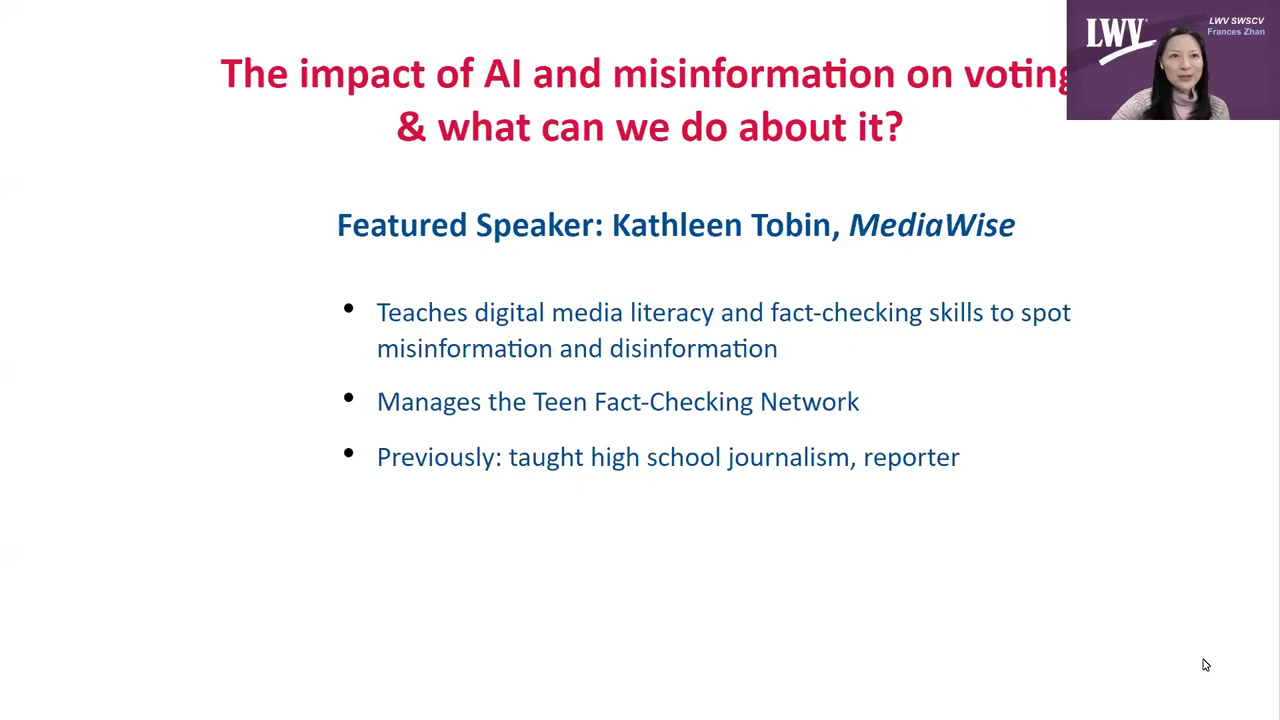 The impact of AI and misinformation on voting
& what can we do about it?
LWV
LWV SWSCV
Frances Zhan
Featured Speaker: Kathleen Tobin, MediaWise
• Teaches digital media literacy and fact-checking skills to spot
misinformation and disinformation
• Manages the Teen Fact-Checking Network
• Previously: taught high school journalism, reporter